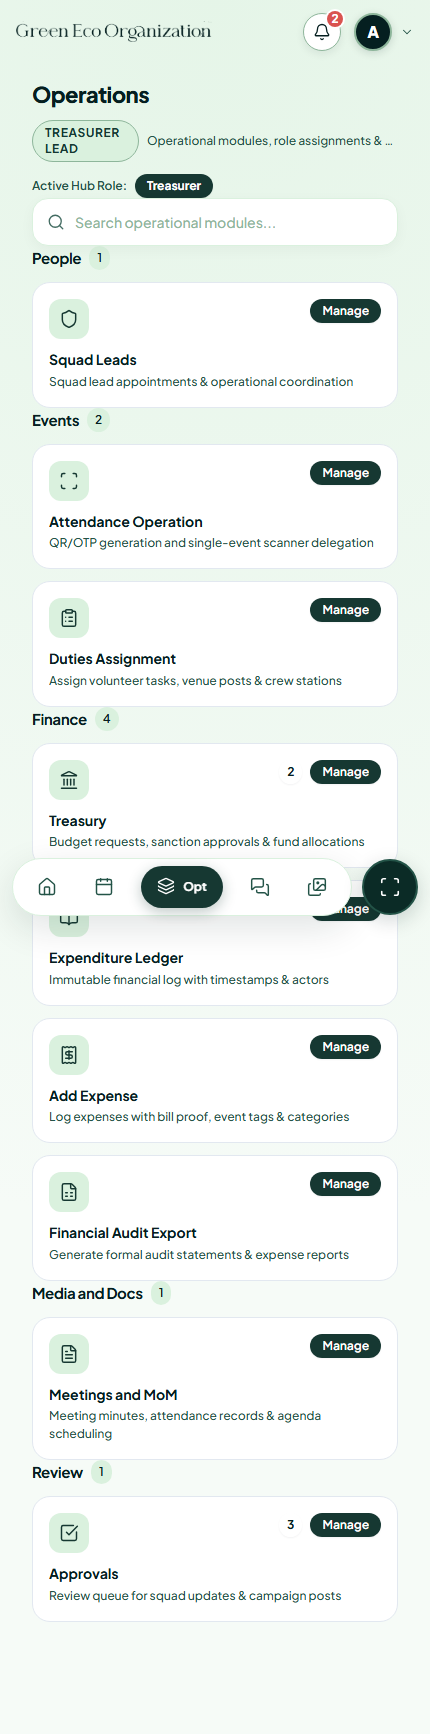 Green Eco Organization
2
A
Operations
TREASURER LEAD
Operational modules, role assignments & ...
Active Hub Role: Treasurer
Search operational modules...
People 1
Manage
Squad Leads
Squad lead appointments & operational coordination
Events 2
Manage
Attendance Operation
QR/OTP generation and single-event scanner delegation
Manage
Duties Assignment
Assign volunteer tasks, venue posts & crew stations
Finance 4
2 Manage
Treasury
Budget requests, sanction approvals & fund allocations
Opt
Expenditure Ledger
Immutable financial log with timestamps & actors
Manage
Add Expense
Log expenses with bill proof, event tags & categories
Manage
Financial Audit Export
Generate formal audit statements & expense reports
Media and Docs 1
Manage
Meetings and MoM
Meeting minutes, attendance records & agenda
scheduling
Review 1
3 Manage
Approvals
Review queue for squad updates & campaign posts